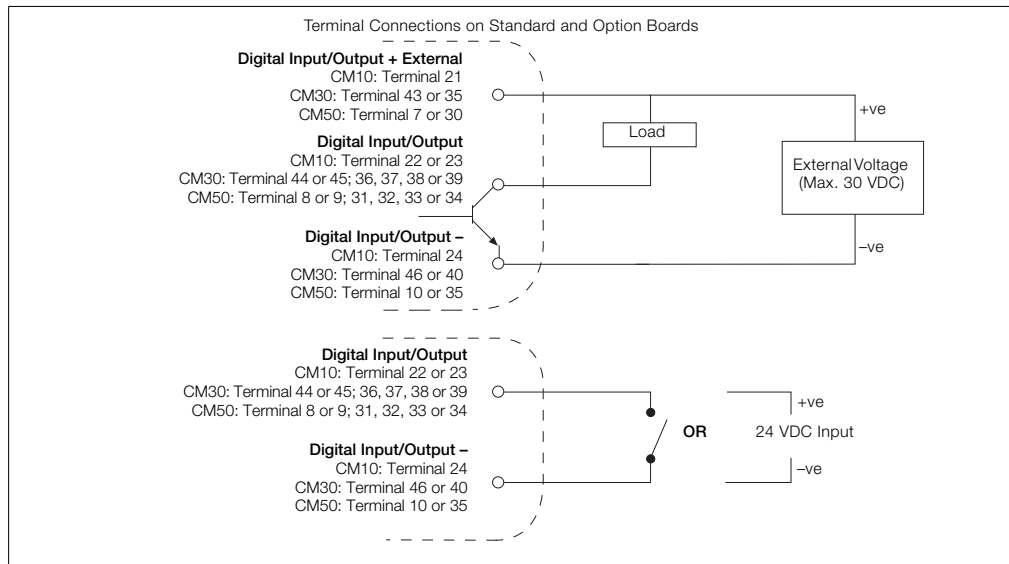 Terminal Connections on Standard and Option Boards
Digital Input/Output + External
CM10: Terminal 21
CM30: Terminal 43 or 35
CM50: Terminal 7 or 30
Digital Input/Output
CM10: Terminal 22 or 23
CM30: Terminal 44 or 45; 36, 37, 38 or 39
CM50: Terminal 8 or 9; 31, 32, 33 or 34
Digital Input/Output –
CM10: Terminal 24
CM30: Terminal 46 or 40
CM50: Terminal 10 or 35
Load
+ve
External Voltage
(Max. 30 VDC)
–ve
Digital Input/Output
CM10: Terminal 22 or 23
CM30: Terminal 44 or 45; 36, 37, 38 or 39
CM50: Terminal 8 or 9; 31, 32, 33 or 34
Digital Input/Output –
CM10: Terminal 24
CM30: Terminal 46 or 40
CM50: Terminal 10 or 35
OR
+ve
24 VDC Input
–ve